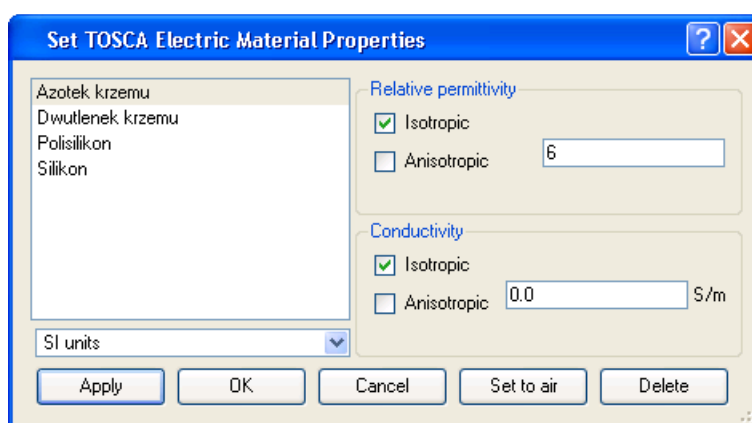 Set TOSCA Electric Material Properties
Azotek krzemu
Dwutlenek krzemu
Polisilikon
Silikon
SI units
Relative permittivity
Isotropic
Anisotropic
6
Conductivity
Isotropic
Anisotropic
0.0
S/m
Apply
OK
Cancel
Set to air
Delete